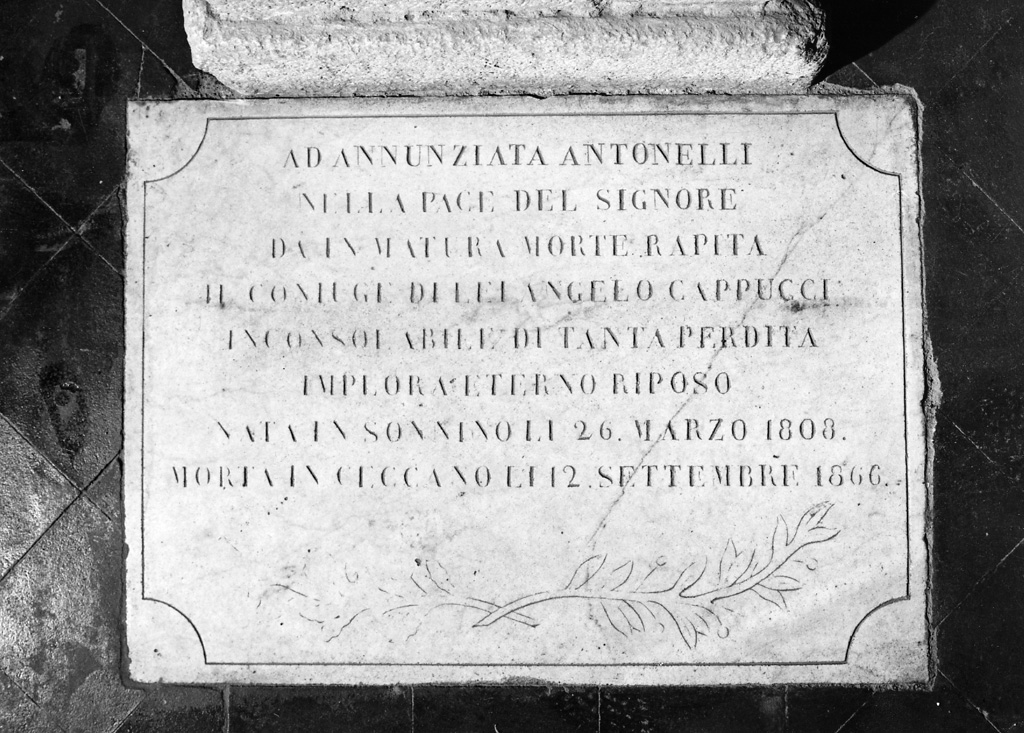 AD ANNUNZIATA ANTONELLI
NELLA PACE DEL SIGNORE
DA INMATURA MORTE RAPITA
IL CONIUGE DI LEI ANGELO CAPPUCCI
INCONSOLABILE DI TANTA PERDITA
IMPLORA ETERNO RIPOSO
NATA IN SONNINO LI 26. MARZO 1808.
MORTA IN CECCANO LI 12. SETTEMBRE 1866.